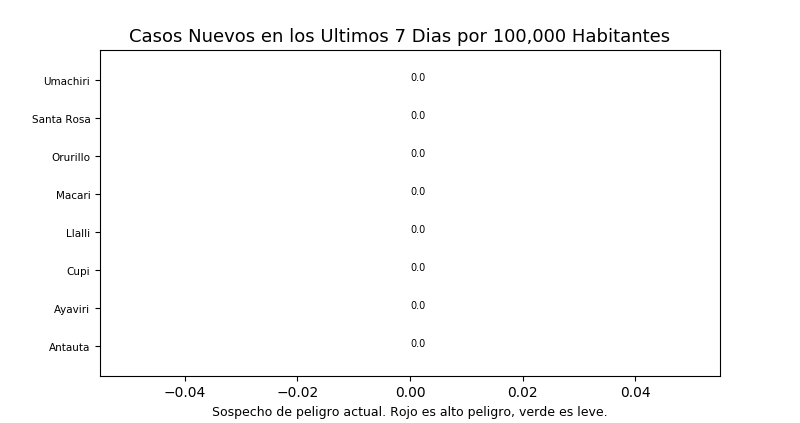 Casos Nuevos en los Ultimos 7 Dias por 100,000 Habitantes
Umachiri 0.0
Santa Rosa 0.0
Orurillo 0.0
Macari 0.0
Llalli 0.0
Cupi 0.0
Ayaviri 0.0
Antauta 0.0
−0.04 −0.02 0.00 0.02 0.04
Sospecho de peligro actual. Rojo es alto peligro, verde es leve.